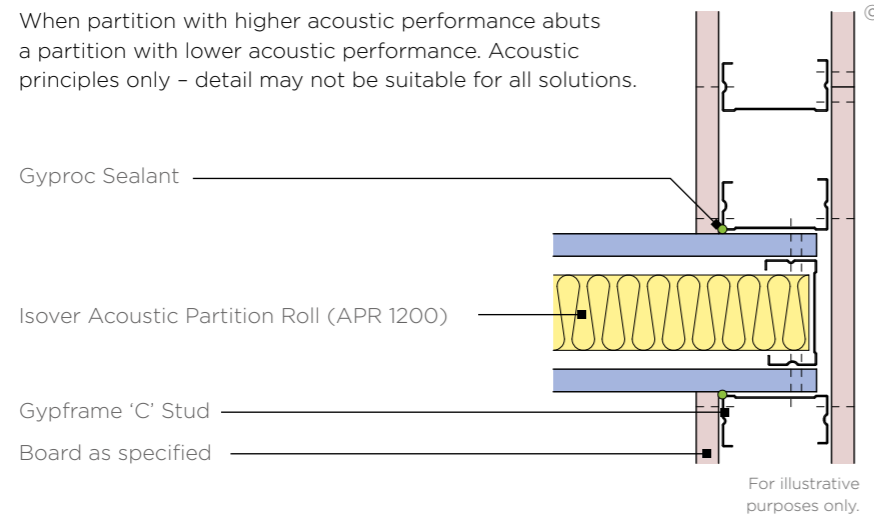 When partition with higher acoustic performance abuts
a partition with lower acoustic performance. Acoustic
principles only – detail may not be suitable for all solutions.
©
Gyproc Sealant
Isover Acoustic Partition Roll (APR 1200)
Gypframe ‘C’ Stud
Board as specified
For illustrative
purposes only.